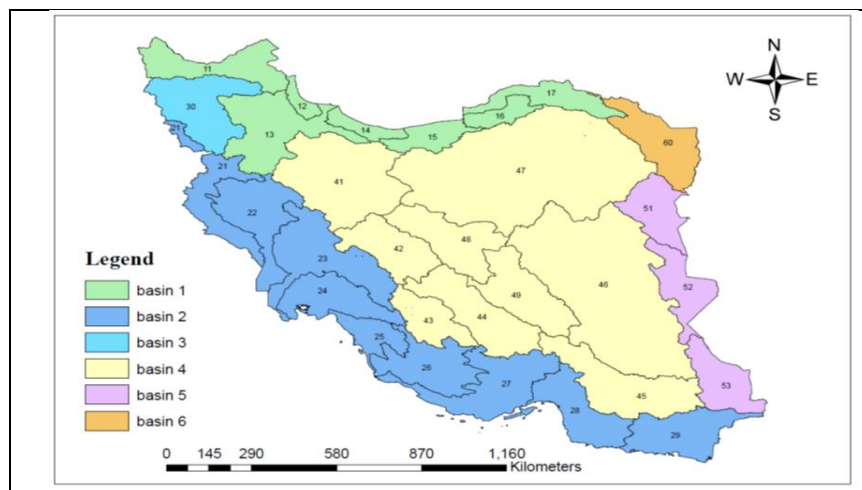 N
W E
S
11
30
12
14
17
16
15
13
60
21
21
41
47
51
22
23
42
48
46
52
24
49
43
44
25
26
27
53
45
28
29
Legend
basin 1
basin 2
basin 3
basin 4
basin 5
basin 6
0 145 290 580 870 1,160
Kilometers